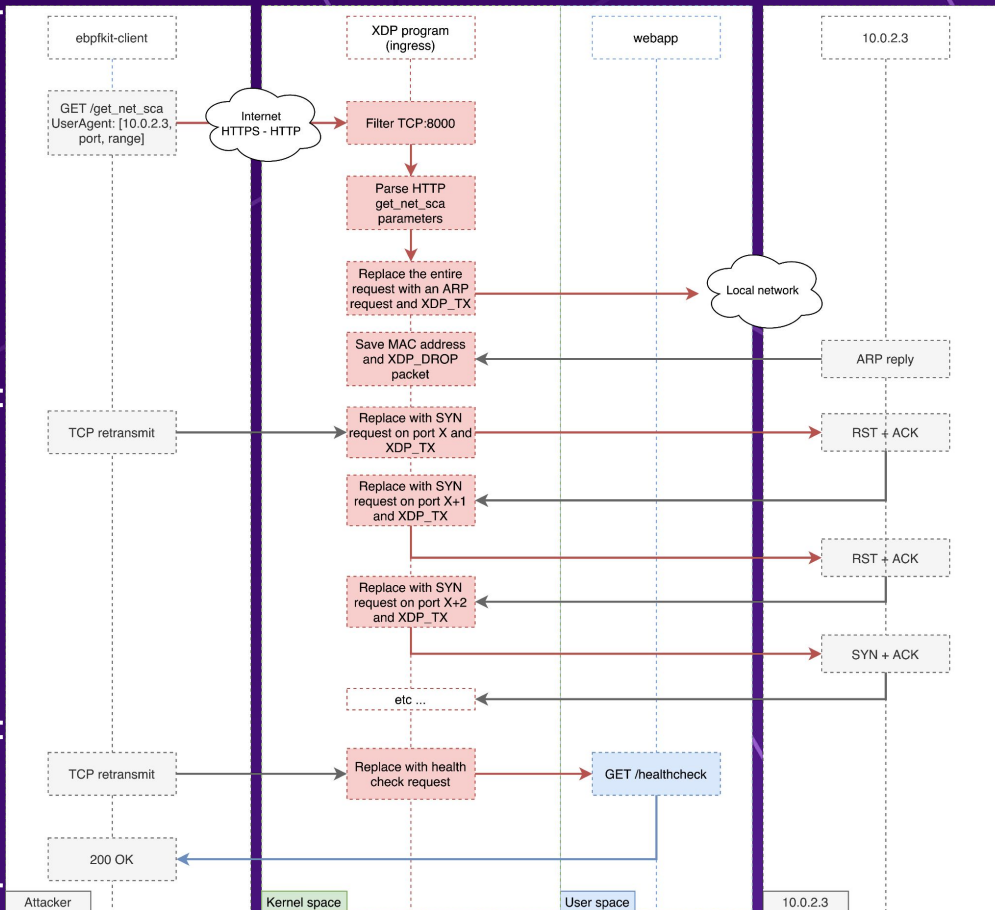 ebpfkit-client
XDP program
(ingress)
webapp
10.0.2.3
GET /get_net_sca
UserAgent: [10.0.2.3,
port, range]
Internet
HTTPS - HTTP
Filter TCP:8000
Parse HTTP
get_net_sca
parameters
Replace the entire
request with an ARP
request and XDP_TX
Local network
Save MAC address
and XDP_DROP
packet
ARP reply
TCP retransmit
Replace with SYN
request on port X and
XDP_TX
RST + ACK
Replace with SYN
request on port X+1
and XDP_TX
RST + ACK
Replace with SYN
request on port X+2
and XDP_TX
SYN + ACK
etc ...
TCP retransmit
Replace with health
check request
GET /healthcheck
200 OK
Attacker
Kernel space
User space
10.0.2.3